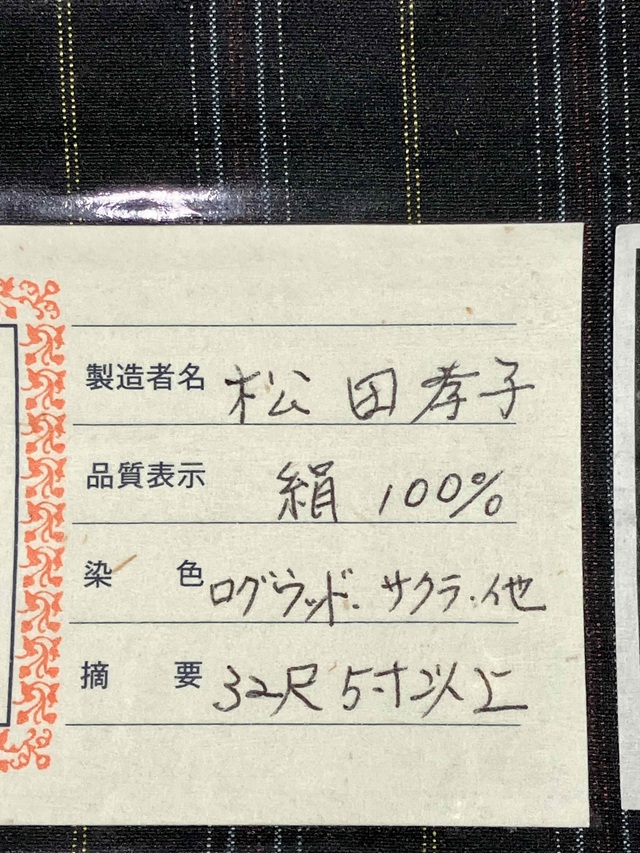 製造者名 松田孝子
品質表示 絹 100%
染色 ログウッド・サクラ・他
摘要 32尺5寸以上